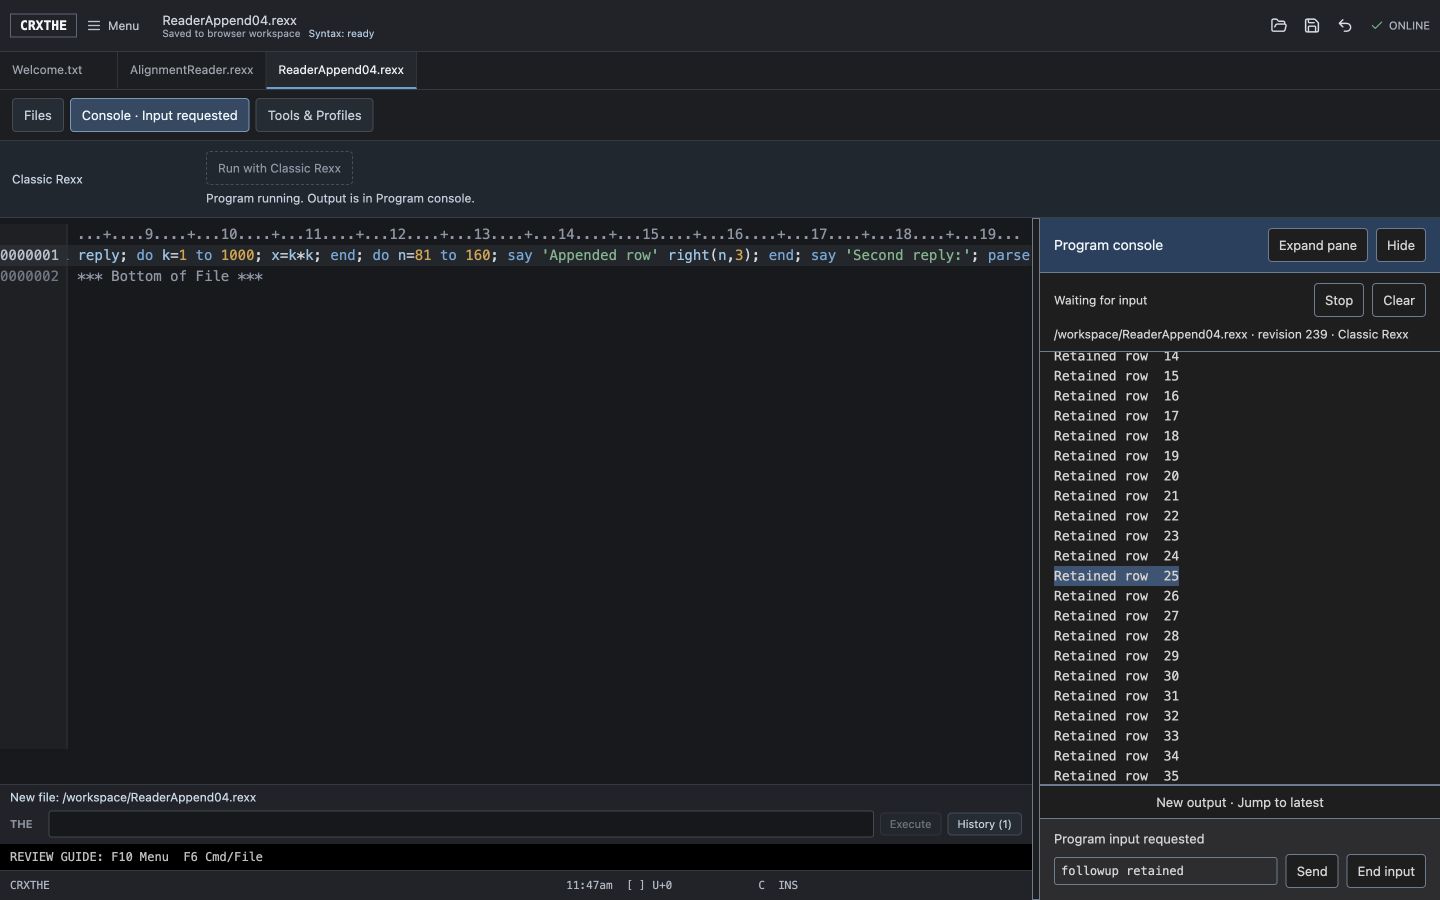 CRXTHE
Menu
ReaderAppend04.rexx
Saved to browser workspace Syntax: ready
ONLINE
Welcome.txt
AlignmentReader.rexx
ReaderAppend04.rexx
Files
Console · Input requested
Tools & Profiles
Classic Rexx
Run with Classic Rexx
Program running. Output is in Program console.
...+....9....+...10....+...11....+...12....+...13....+...14....+...15....+...16....+...17....+...18....+...19...
0000001 reply; do k=1 to 1000; x=k*k; end; do n=81 to 160; say 'Appended row' right(n,3); end; say 'Second reply:'; parse
0000002 *** Bottom of File ***
Program console
Expand pane
Hide
Waiting for input
Stop
Clear
/workspace/ReaderAppend04.rexx · revision 239 · Classic Rexx
Retained row  14
Retained row  15
Retained row  16
Retained row  17
Retained row  18
Retained row  19
Retained row  20
Retained row  21
Retained row  22
Retained row  23
Retained row  24
Retained row  25
Retained row  26
Retained row  27
Retained row  28
Retained row  29
Retained row  30
Retained row  31
Retained row  32
Retained row  33
Retained row  34
Retained row  35
New output · Jump to latest
Program input requested
followup retained
Send
End input
New file: /workspace/ReaderAppend04.rexx
THE
Execute
History (1)
REVIEW GUIDE: F10 Menu  F6 Cmd/File
CRXTHE
11:47am  [ ] U+0
C  INS